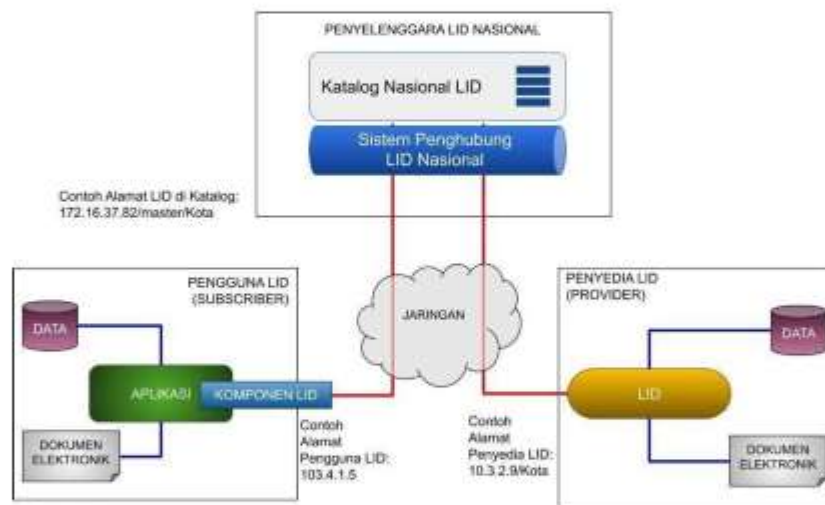 PENYELENGGARA LID NASIONAL
Katalog Nasional LID
Sistem Penghubung
LID Nasional
Contoh Alamat LID di Katalog:
172.16.37.82/master/Kota
PENGGUNA LID
(SUBSCRIBER)
DATA
APLIKASI
KOMPONEN LID
DOKUMEN
ELEKTRONIK
Contoh
Alamat
Pengguna LID:
103.4.1.5
JARINGAN
Contoh
Alamat
Penyedia LID:
10.3.2.9/Kota
PENYEDIA LID
(PROVIDER)
DATA
LID
DOKUMEN
ELEKTRONIK